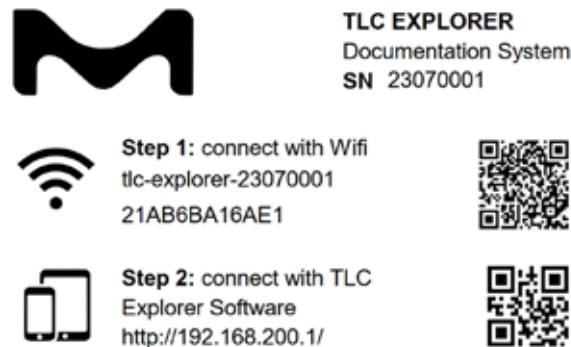 TLC EXPLORER
Documentation System
SN 23070001
Step 1: connect with Wifi
tlc-explorer-23070001
21AB6BA16AE1
Step 2: connect with TLC
Explorer Software
http://192.168.200.1/